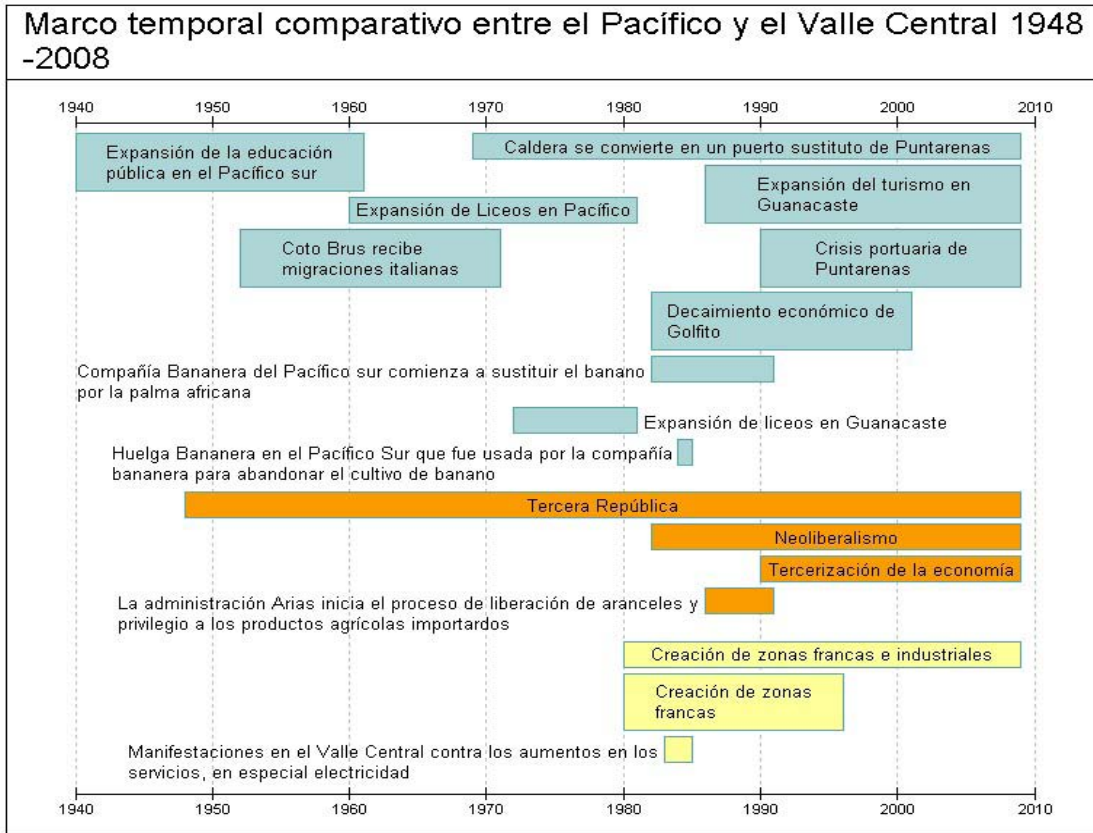 Marco temporal comparativo entre el Pacífico y el Valle Central 1948
-2008
1940 1950 1960 1970 1980 1990 2000 2010
Expansión de la educación
pública en el Pacífico sur
Caldera se convierte en un puerto sustituto de Puntarenas
Expansión del turismo en
Guanacaste
Expansión de Liceos en Pacífico
Coto Brus recibe
migraciones italianas
Crisis portuaria de
Puntarenas
Decaimiento económico de
Golfito
Compañía Bananera del Pacífico sur comienza a sustituir el banano
por la palma africana
Expansión de liceos en Guanacaste
Huelga Bananera en el Pacífico Sur que fue usada por la compañía
bananera para abandonar el cultivo de banano
Tercera República
Neoliberalismo
Tercerización de la economía
La administración Arias inicia el proceso de liberación de aranceles y
privilegio a los productos agrícolas importardos
Creación de zonas francas e industriales
Creación de zonas
francas
Manifestaciones en el Valle Central contra los aumentos en los
servicios, en especial electricidad
1940 1950 1960 1970 1980 1990 2000 2010